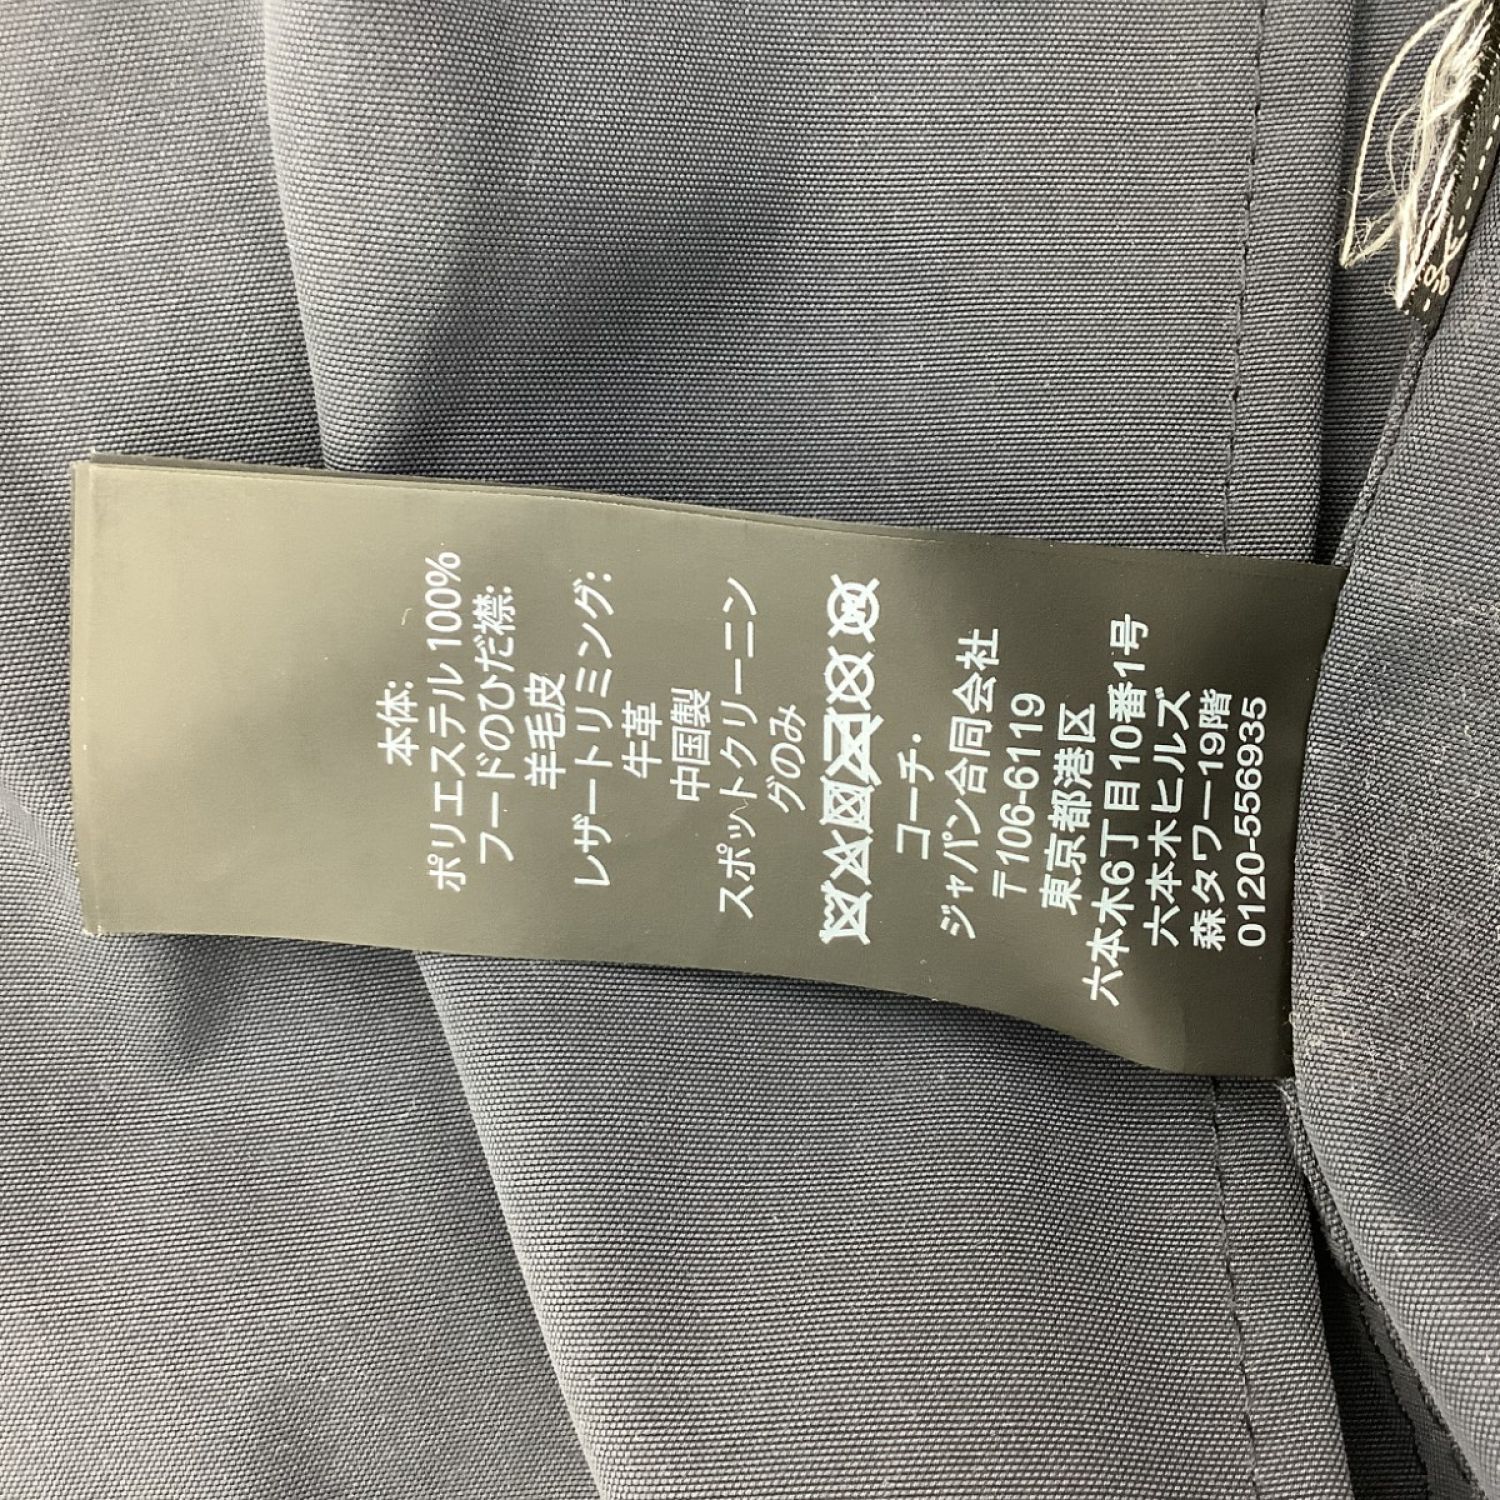 本体:
ポリエステル 100%
フードのひだ襟:
羊毛皮
レザートリミング:
牛革
中国製
スポットクリーニン
グのみ
コーチ・
ジャパン合同会社
〒106-6119
東京都港区
六本木6丁目10番1号
六本木ヒルズ
森タワー19階
0120-556935